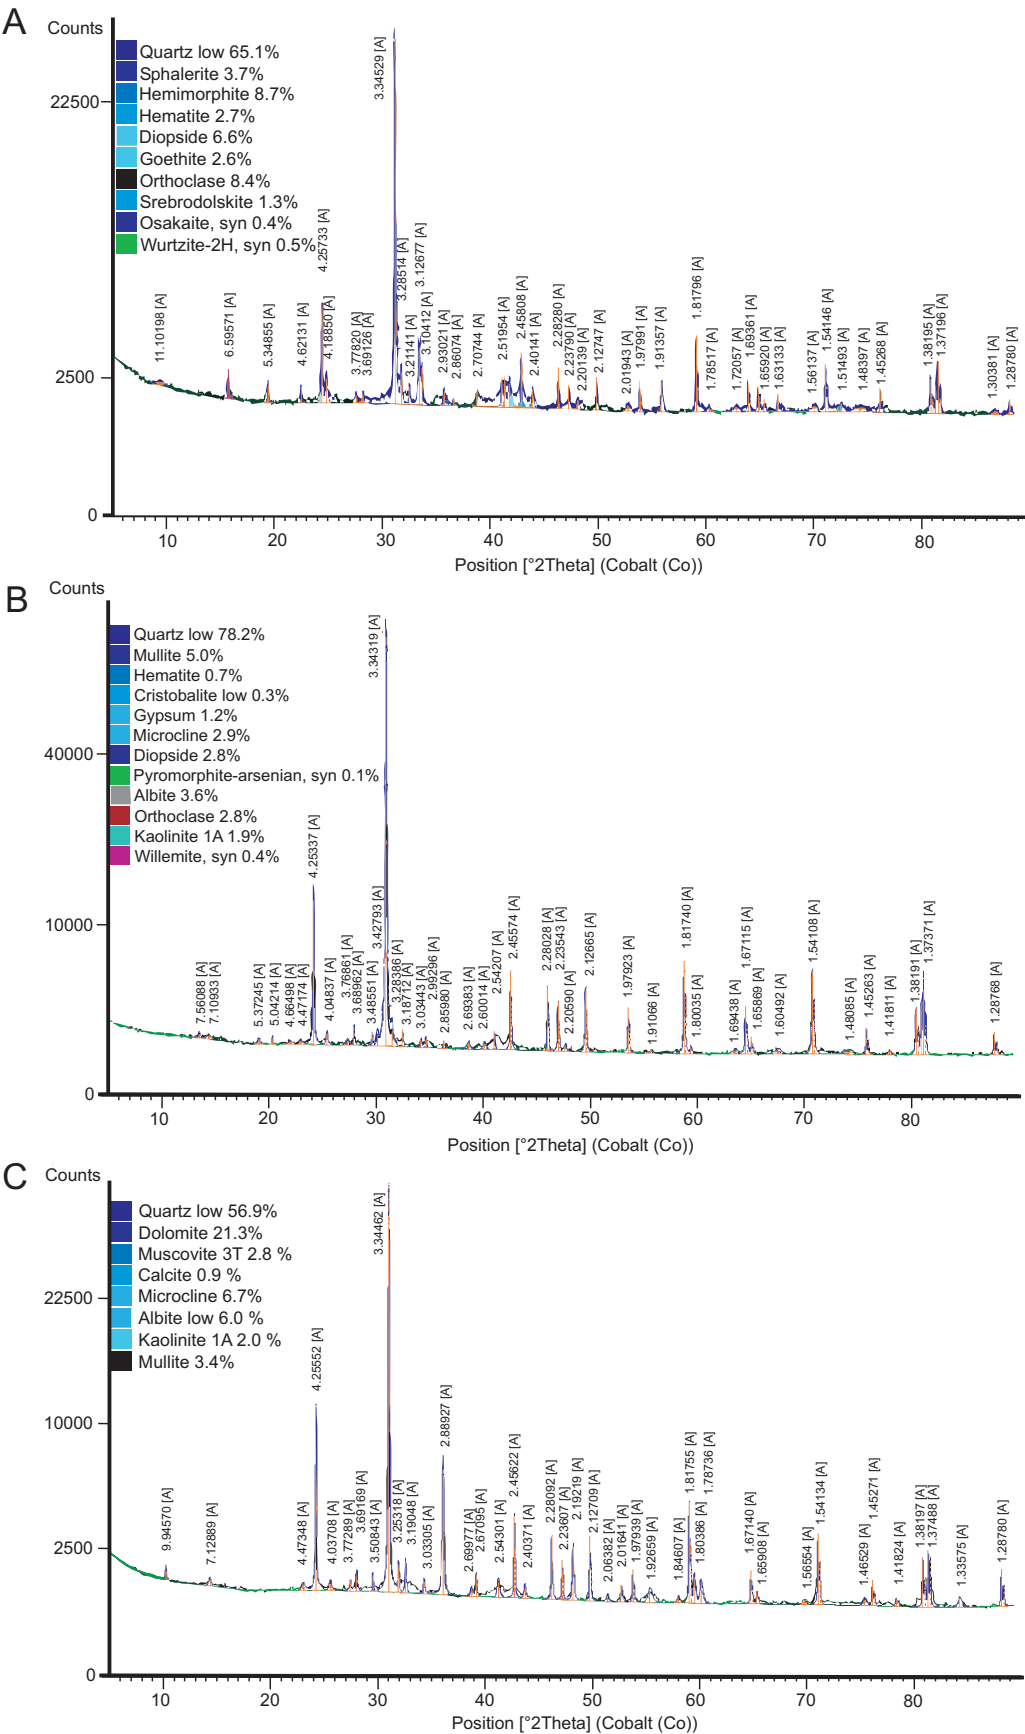 A
Counts
Quartz low 65.1%
Sphalerite 3.7%
Hemimorphite 8.7%
Hematite 2.7%
Diopside 6.6%
Goethite 2.6%
Orthoclase 8.4%
Srebrodolskite 1.3%
Osakaite, syn 0.4%
Wurtzite-2H, syn 0.5%
22500
2500
0
11.10198 [A]
6.59571 [A]
5.34855 [A]
4.62131 [A]
4.25733 [A]
4.18850 [A]
3.77820 [A]
3.69126 [A]
3.34529 [A]
3.28514 [A]
3.21141 [A]
3.12677 [A]
3.10412 [A]
2.93021 [A]
2.86074 [A]
2.70744 [A]
2.51954 [A]
2.45808 [A]
2.40141 [A]
2.28280 [A]
2.23790 [A]
2.20139 [A]
2.12747 [A]
2.01943 [A]
1.97991 [A]
1.91357 [A]
1.81796 [A]
1.78517 [A]
1.72057 [A]
1.69361 [A]
1.65920 [A]
1.63133 [A]
1.56137 [A]
1.54146 [A]
1.51493 [A]
1.48397 [A]
1.45268 [A]
1.38195 [A]
1.37196 [A]
1.30381 [A]
1.28780 [A]
10 20 30 40 50 60 70 80
Position [°2Theta] (Cobalt (Co))
B
Counts
Quartz low 78.2%
Mullite 5.0%
Hematite 0.7%
Cristobalite low 0.3%
Gypsum 1.2%
Microcline 2.9%
Diopside 2.8%
Pyromorphite-arsenian, syn 0.1%
Albite 3.6%
Orthoclase 2.8%
Kaolinite 1A 1.9%
Willemite, syn 0.4%
40000
10000
0
7.56088 [A]
7.10933 [A]
5.37245 [A]
5.04214 [A]
4.66498 [A]
4.47174 [A]
4.25337 [A]
4.04837 [A]
3.76861 [A]
3.68962 [A]
3.48551 [A]
3.42793 [A]
3.34319 [A]
3.28386 [A]
3.18712 [A]
3.03443 [A]
2.99296 [A]
2.85980 [A]
2.69383 [A]
2.60014 [A]
2.54207 [A]
2.45574 [A]
2.28028 [A]
2.23543 [A]
2.20590 [A]
2.12665 [A]
1.97923 [A]
1.91066 [A]
1.81740 [A]
1.80035 [A]
1.69438 [A]
1.67115 [A]
1.65869 [A]
1.60492 [A]
1.54108 [A]
1.48085 [A]
1.45263 [A]
1.41811 [A]
1.38191 [A]
1.37371 [A]
1.28768 [A]
10 20 30 40 50 60 70 80
Position [°2Theta] (Cobalt (Co))
C
Counts
Quartz low 56.9%
Dolomite 21.3%
Muscovite 3T 2.8 %
Calcite 0.9 %
Microcline 6.7%
Albite low 6.0 %
Kaolinite 1A 2.0 %
Mullite 3.4%
22500
10000
2500
0
9.94570 [A]
7.12889 [A]
4.47348 [A]
4.25552 [A]
4.03708 [A]
3.77289 [A]
3.69169 [A]
3.50843 [A]
3.34462 [A]
3.25318 [A]
3.19048 [A]
3.03305 [A]
2.88927 [A]
2.69977 [A]
2.67095 [A]
2.54301 [A]
2.45622 [A]
2.40371 [A]
2.28092 [A]
2.23607 [A]
2.19219 [A]
2.12709 [A]
2.06382 [A]
2.01641 [A]
1.97939 [A]
1.92659 [A]
1.84607 [A]
1.81755 [A]
1.80386 [A]
1.78736 [A]
1.67140 [A]
1.65908 [A]
1.56554 [A]
1.54134 [A]
1.46529 [A]
1.45271 [A]
1.41824 [A]
1.38197 [A]
1.37488 [A]
1.33575 [A]
1.28780 [A]
10 20 30 40 50 60 70 80
Position [°2Theta] (Cobalt (Co))